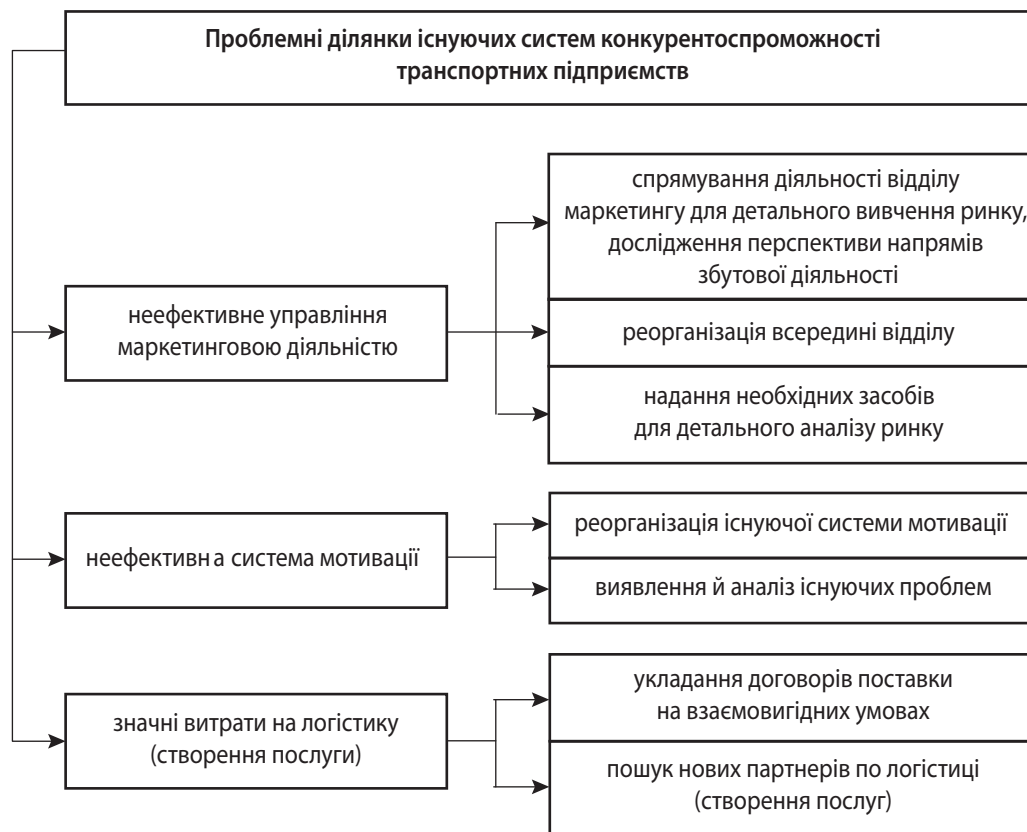 Проблемні ділянки існуючих систем конкурентоспроможності
транспортних підприємств
неефективне управління
маркетинговою діяльністю
спрямування діяльності відділу
маркетингу для детального вивчення ринку,
дослідження перспективи напрямів
збутової діяльності
реорганізація всередині відділу
надання необхідних засобів
для детального аналізу ринку
неефективна система мотивації
реорганізація існуючої системи мотивації
виявлення й аналіз існуючих проблем
значні витрати на логістику
(створення послуги)
укладання договорів поставки
на взаємовигідних умовах
пошук нових партнерів по логістиці
(створення послуг)